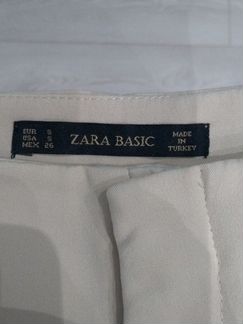 EUR S
USA S
MEX 26
ZARA BASIC
MADE
IN
TURKEY